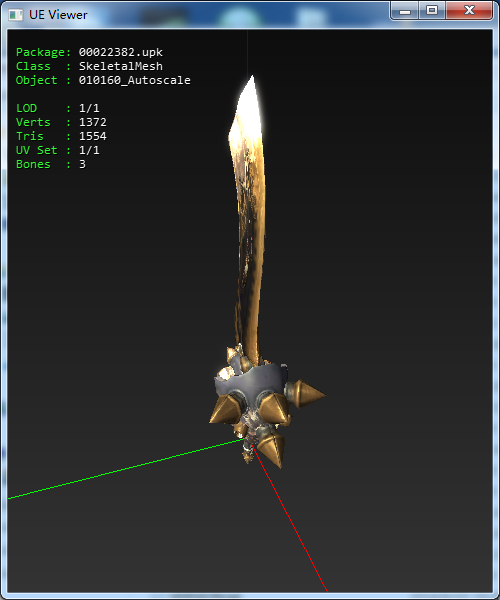 UE Viewer
Package: 00022382.upk
Class : SkeletalMesh
Object : 010160_Autoscale
LOD : 1/1
Verts : 1372
Tris : 1554
UV Set : 1/1
Bones : 3